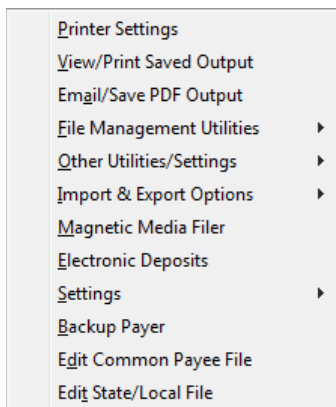 Printer Settings
View/Print Saved Output
Email/Save PDF Output
File Management Utilities
Other Utilities/Settings
Import & Export Options
Magnetic Media Filer
Electronic Deposits
Settings
Backup Payer
Edit Common Payee File
Edit State/Local File